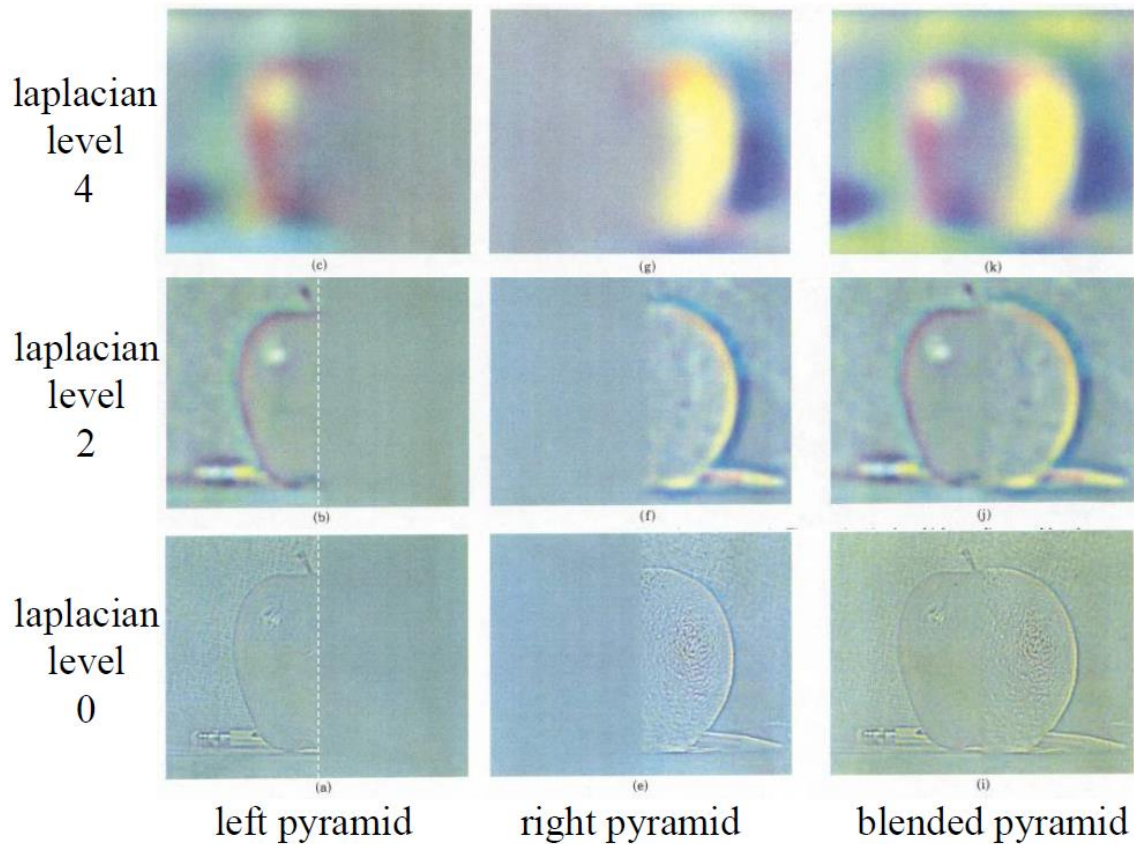 laplacian
level
4
(c) (g) (k)
laplacian
level
2
(b) (f) (j)
laplacian
level
0
(a) (e) (i)
left pyramid right pyramid blended pyramid